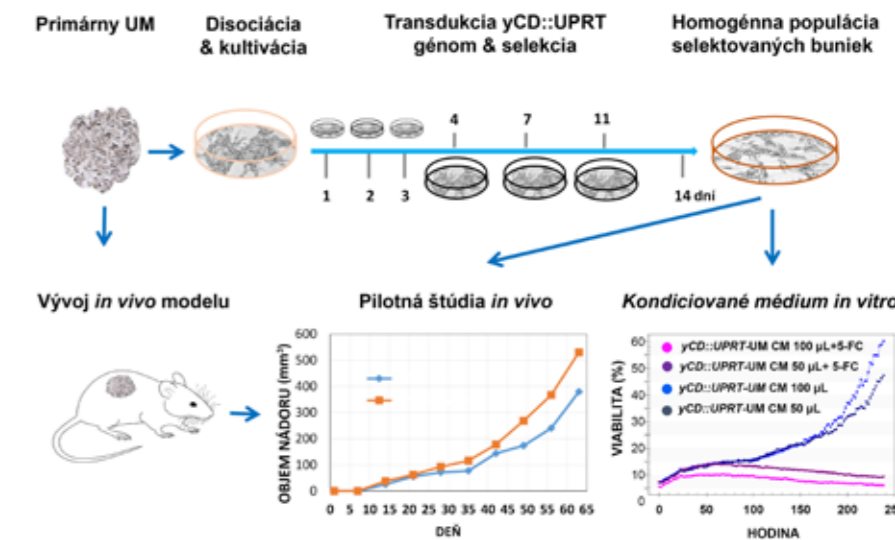 Primárny UM
Disociácia
& kultivácia
Transdukcia yCD::UPRT
génom & selekcia
Homogénna populácia
selektovaných buniek
4 7 11
1 2 3 14 dní
Vývoj in vivo modelu
Pilotná štúdia in vivo
Kondiciované médium in vitro
OBJEM NÁDORU (mm³)
600
500
400
300
200
100
0
0 5 10 15 20 25 30 35 40 45 50 55 60 65
DEŇ
VIABILITA (%)
60
50
40
30
20
10
0
yCD::UPRT-UM CM 100 µL+5-FC
yCD::UPRT-UM CM 50 µL+ 5-FC
yCD::UPRT-UM CM 100 µL
yCD::UPRT-UM CM 50 µL
0 50 100 150 200 25
HODINA